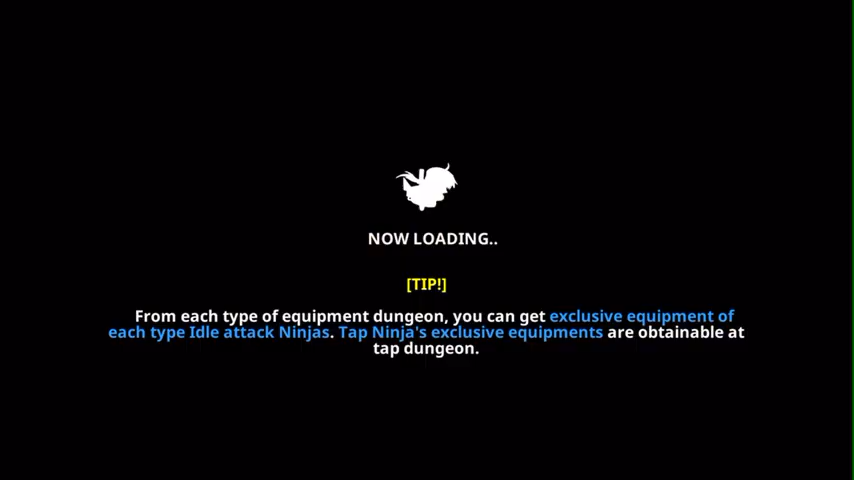 NOW LOADING..
[TIP!]
From each type of equipment dungeon, you can get exclusive equipment of
each type Idle attack Ninjas. Tap Ninja's exclusive equipments are obtainable at
tap dungeon.